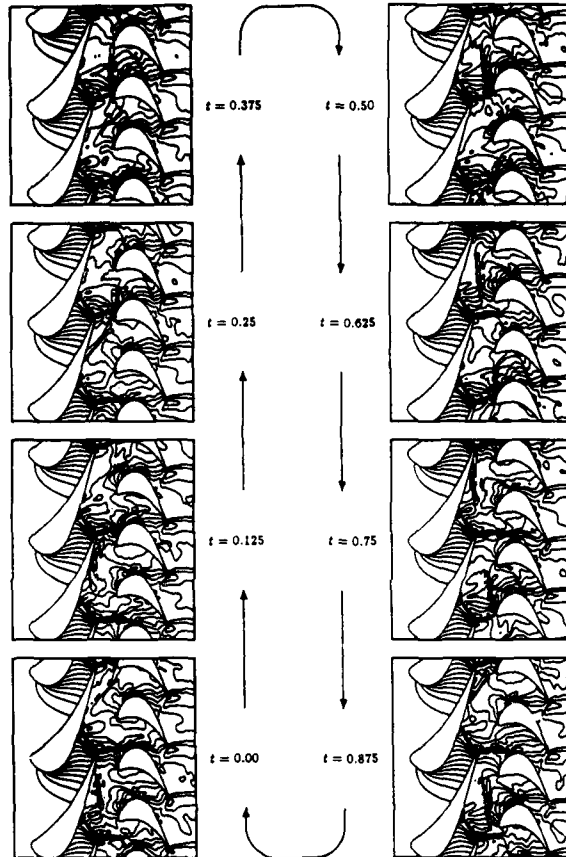 t = 0.375
t = 0.50
t = 0.25
t = 0.625
t = 0.125
t = 0.75
t = 0.00
t = 0.875